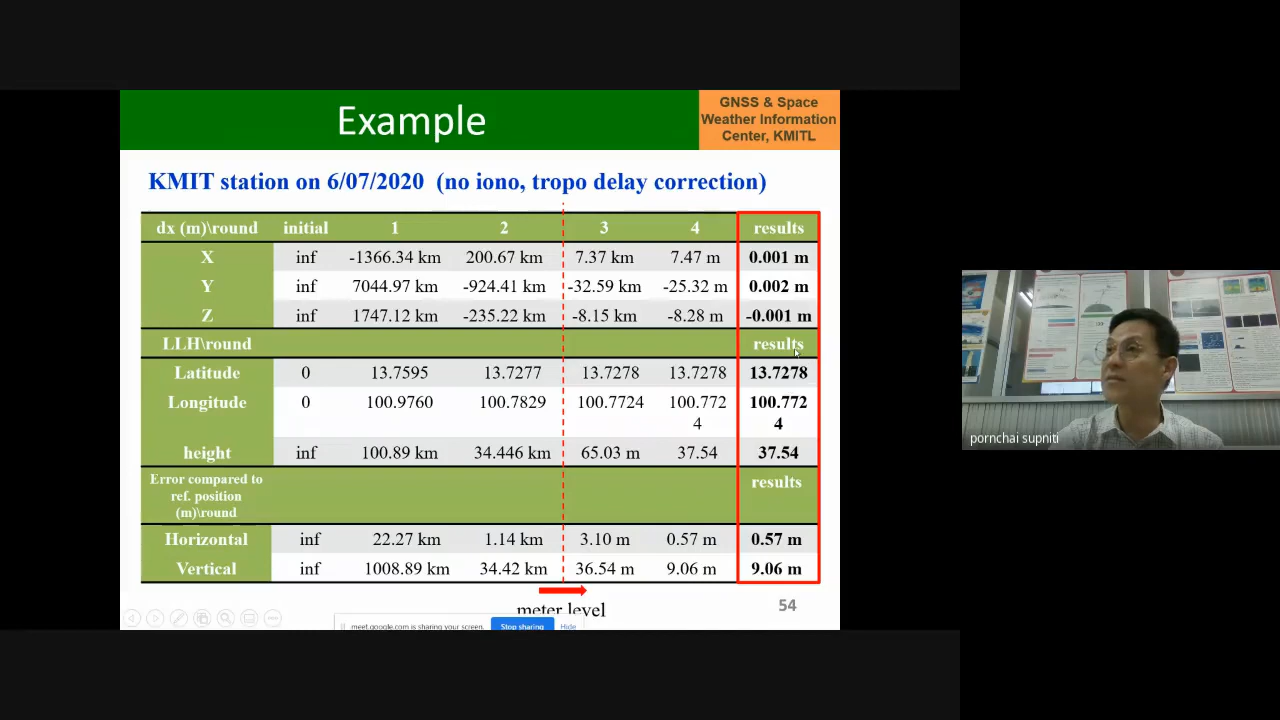 Example
GNSS & Space
Weather Information
Center, KMITL
KMIT station on 6/07/2020 (no iono, tropo delay correction)
dx (m)\round initial 1 2 3 4 results
X inf -1366.34 km 200.67 km 7.37 km 7.47 m 0.001 m
Y inf 7044.97 km -924.41 km -32.59 km -25.32 m 0.002 m
Z inf 1747.12 km -235.22 km -8.15 km -8.28 m -0.001 m
LLH\round results
Latitude 0 13.7595 13.7277 13.7278 13.7278 13.7278
Longitude 0 100.9760 100.7829 100.7724 100.772 100.772
4 4
height inf 100.89 km 34.446 km 65.03 m 37.54 37.54
Error compared to
ref. position
(m)\round
results
Horizontal inf 22.27 km 1.14 km 3.10 m 0.57 m 0.57 m
Vertical inf 1008.89 km 34.42 km 36.54 m 9.06 m 9.06 m
meter level
54
meet.google.com is sharing your screen. Stop sharing Hide
pornchai supniti